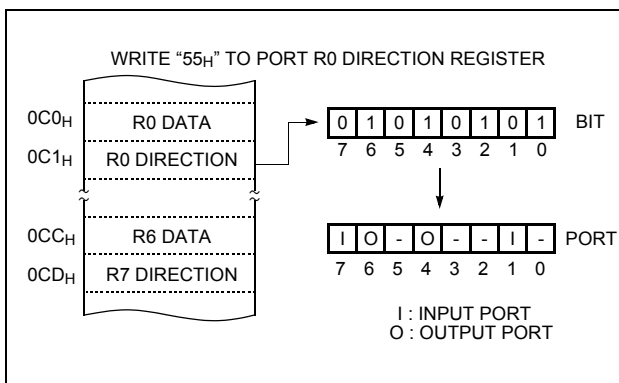 WRITE “55H” TO PORT R0 DIRECTION REGISTER
0C0H R0 DATA
0C1H R0 DIRECTION
0 1 0 1 0 1 0 1 BIT
7 6 5 4 3 2 1 0
0CCH R6 DATA
0CDH R7 DIRECTION
I O - O - - I - PORT
7 6 5 4 3 2 1 0
I : INPUT PORT
O : OUTPUT PORT